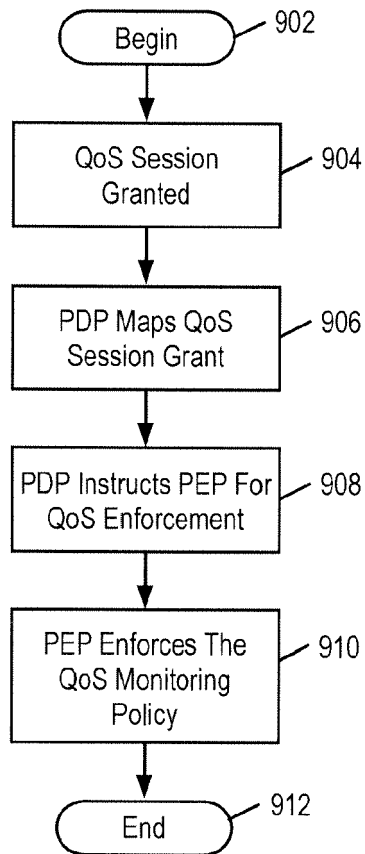 Begin
902
QoS Session
Granted
904
PDP Maps QoS
Session Grant
906
PDP Instructs PEP For
QoS Enforcement
908
PEP Enforces The
QoS Monitoring
Policy
910
End
912